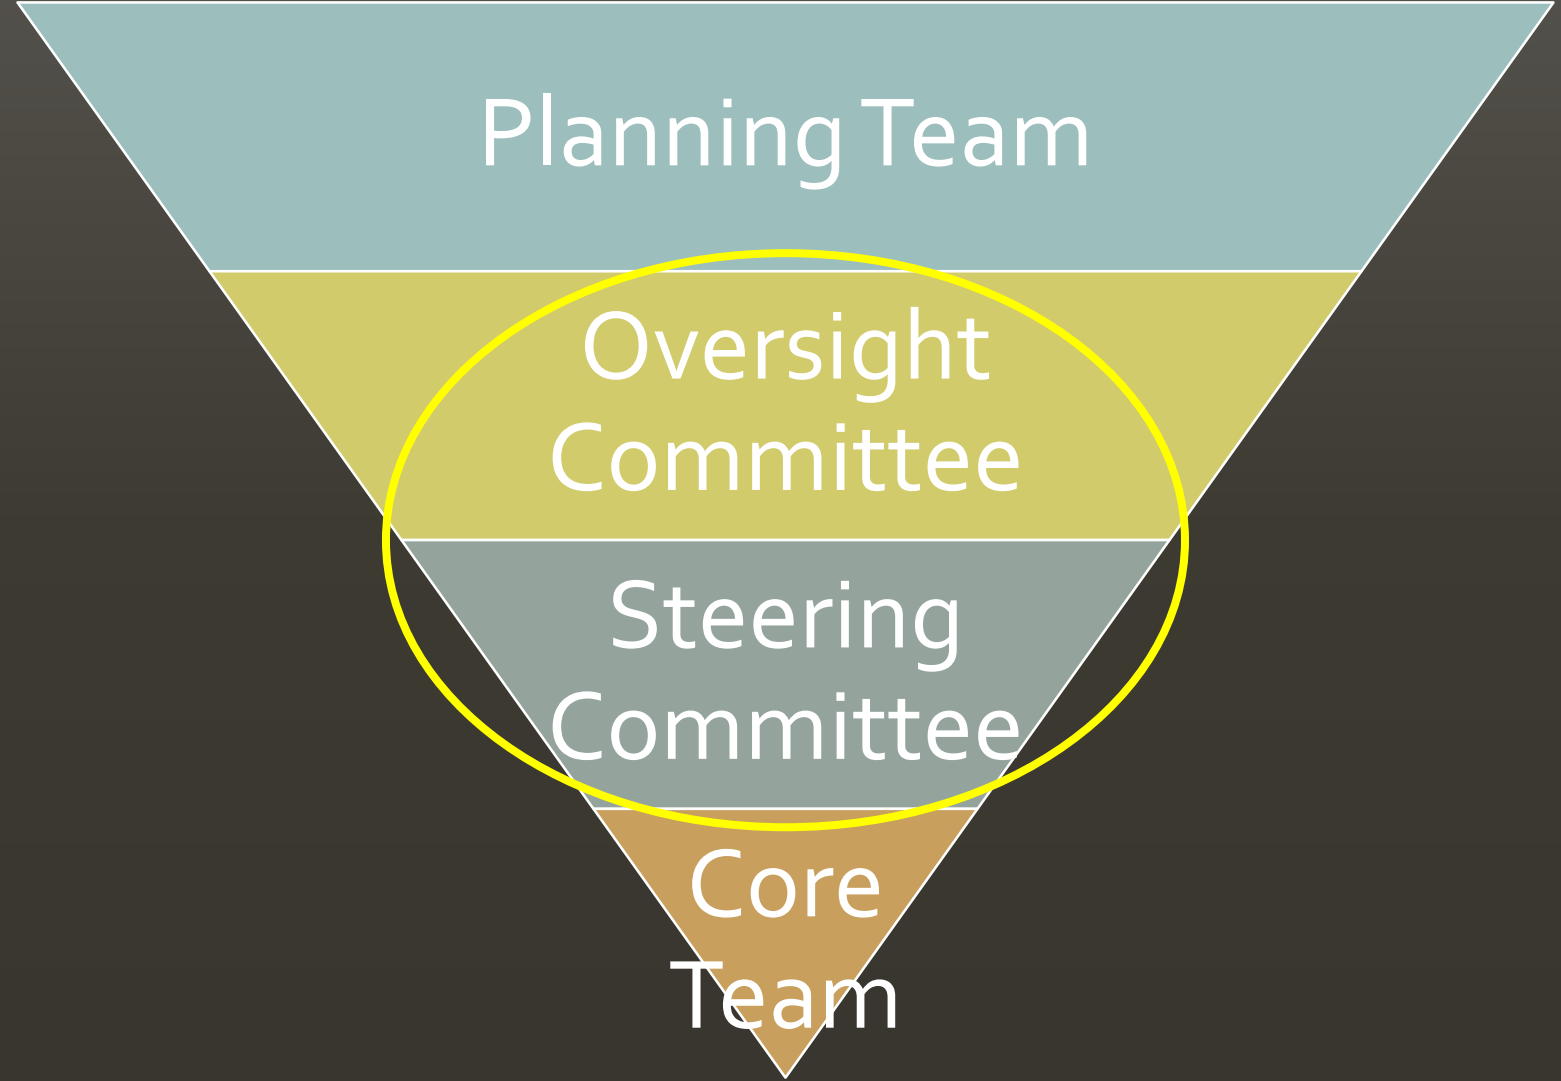 Planning Team
Oversight
Committee
Steering
Committee
Core
Team